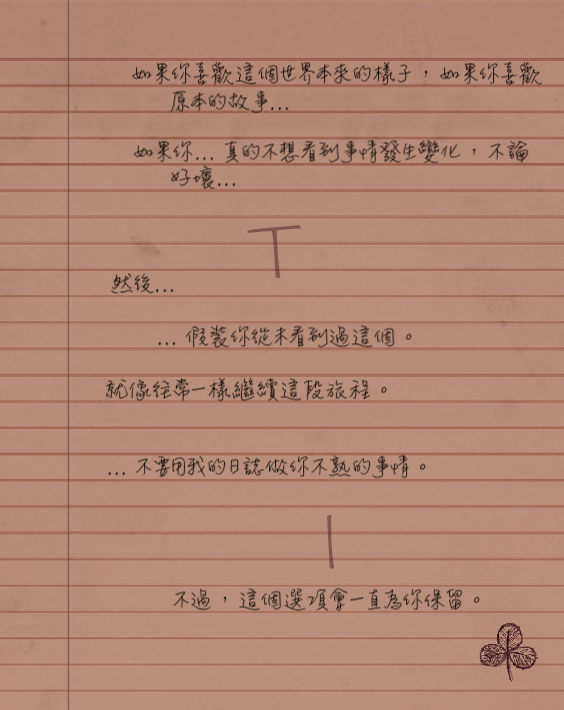 如果你喜歡這個世界本來的樣子，如果你喜歡
原本的故事...
如果你... 真的不想看到事情發生變化，不論
好壞...
T
然後...
... 假裝你從未看到過這個。
就像往常一樣繼續這段旅程。
... 不要用我的日誌做你不熟的事情。
I
不過，這個選項會一直為你保留。